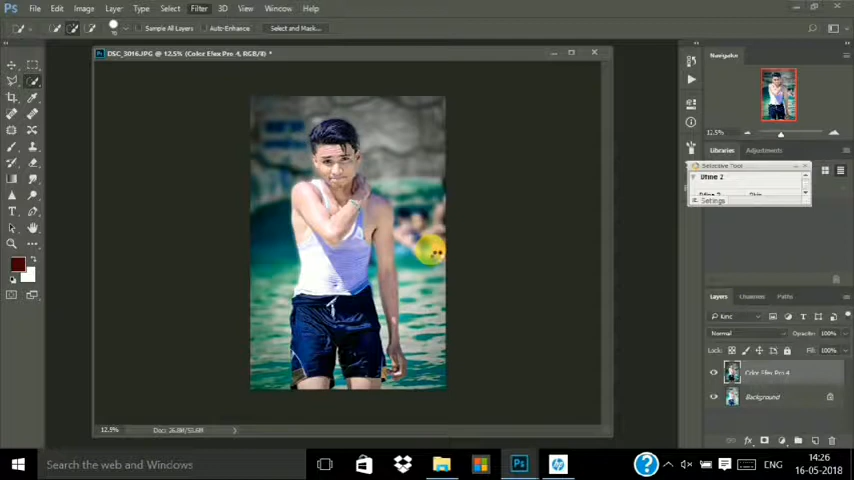 Ps File Edit Image Layer Type Select Filter 3D View Window Help
Sample All Layers Auto-Enhance Select and Mask...
DSC_3016.JPG @ 12.5% (Color Efex Pro 4, RGB/8) *
Navigator
12.5%
Libraries Adjustments
Selective Tool
Dfine 2
Settings
Layers Channels Paths
Kind
Normal Opacity: 100%
Lock: Fill: 100%
Color Efex Pro 4
Background
12.5% Doc: 26.8M/53.6M
Search the web and Windows
ENG
14:26
16-05-2018